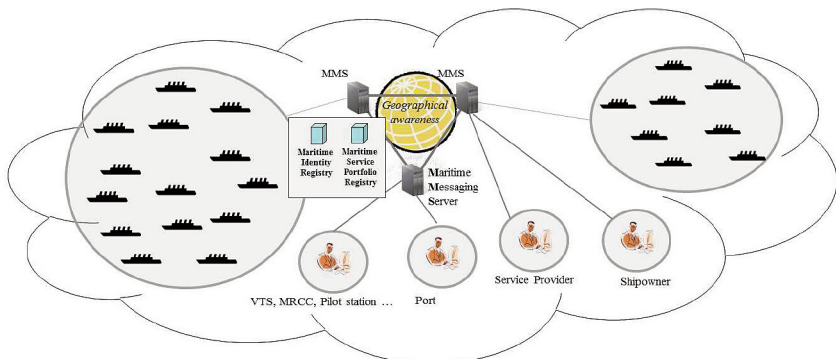 MMS
MMS
Geographical
awareness
Maritime
Identity
Registry
Maritime
Service
Portfolio
Registry
Maritime
Messaging
Server
VTS, MRCC, Pilot station ...
Port
Service Provider
Shipowner